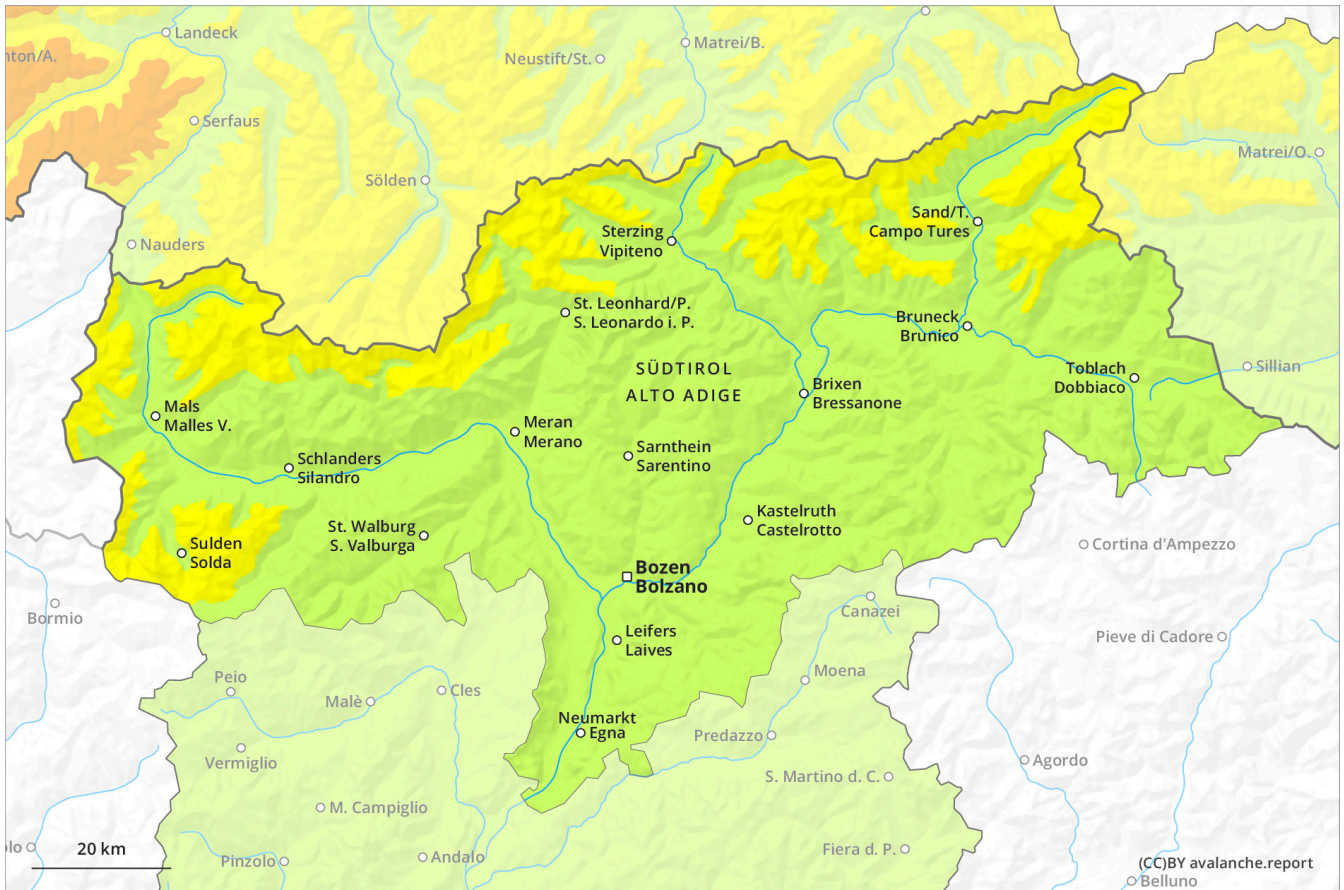 Landeck
Matrei/B.
nton/A.
Neustift/St.
Serfaus
Matrei/O.
Sölden
Sand/T.
Campo Tures
Nauders
Sterzing
Vipiteno
St. Leonhard/P.
S. Leonardo i. P.
Bruneck
Brunico
SÜDTIROL
ALTO ADIGE
Toblach
Dobbiaco
Sillian
Brixen
Bressanone
Mals
Malles V.
Meran
Merano
Sarnthein
Sarentino
Schlanders
Silandro
Kastelruth
Castelrotto
St. Walburg
S. Valburga
Sulden
Solda
Cortina d'Ampezzo
Bozen
Bolzano
Bormio
Canazei
Leifers
Laives
Pieve di Cadore
Moena
Peio
Malè
Cles
Neumarkt
Egna
Predazzo
Vermiglio
Agordo
S. Martino d. C.
M. Campiglio
olo
20 km
Pinzolo
Andalo
Fiera d. P.
(CC)BY avalanche.report
Belluno